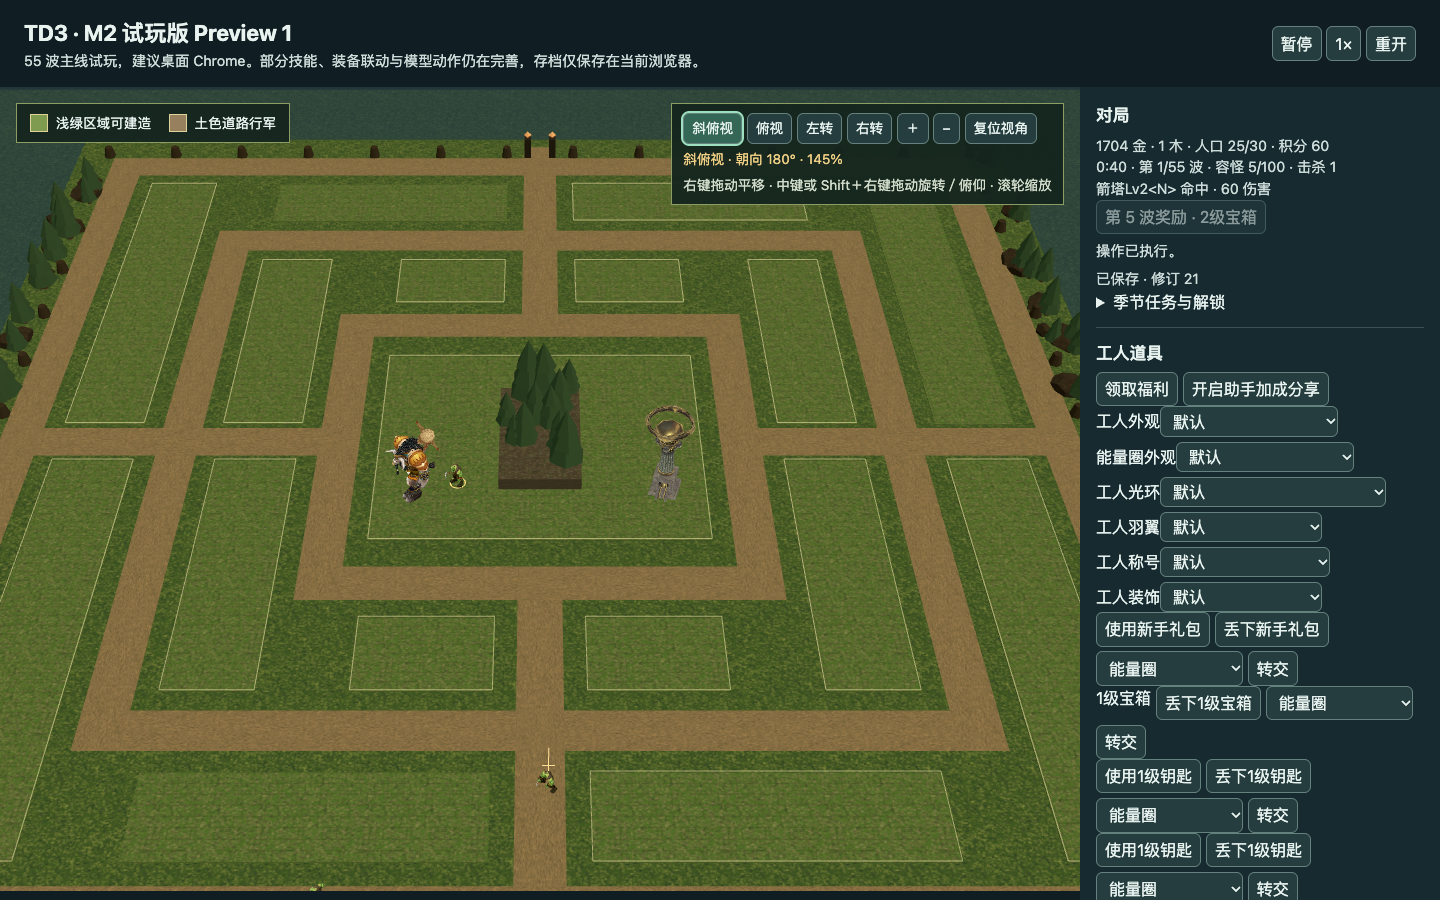 TD3 · M2 试玩版 Preview 1
55 波主线试玩，建议桌面 Chrome。部分技能、装备联动与模型动作仍在完善，存档仅保存在当前浏览器。
暂停 1× 重开
浅绿区域可建造 土色道路行军
斜俯视 俯视 左转 右转 + − 复位视角
斜俯视 · 朝向 180° · 145%
右键拖动平移 · 中键或 Shift＋右键拖动旋转 / 俯仰 · 滚轮缩放
对局
1704 金 · 1 木 · 人口 25/30 · 积分 60
0:40 · 第 1/55 波 · 容怪 5/100 · 击杀 1
箭塔Lv2<N> 命中 · 60 伤害
第 5 波奖励 · 2级宝箱
操作已执行。
已保存 · 修订 21
季节任务与解锁
工人道具
领取福利 开启助手加成分享
工人外观 默认
能量圈外观 默认
工人光环 默认
工人羽翼 默认
工人称号 默认
工人装饰 默认
使用新手礼包 丢下新手礼包
能量圈 转交
1级宝箱 丢下1级宝箱 能量圈
转交
使用1级钥匙 丢下1级钥匙
能量圈 转交
使用1级钥匙 丢下1级钥匙
能量圈 转交